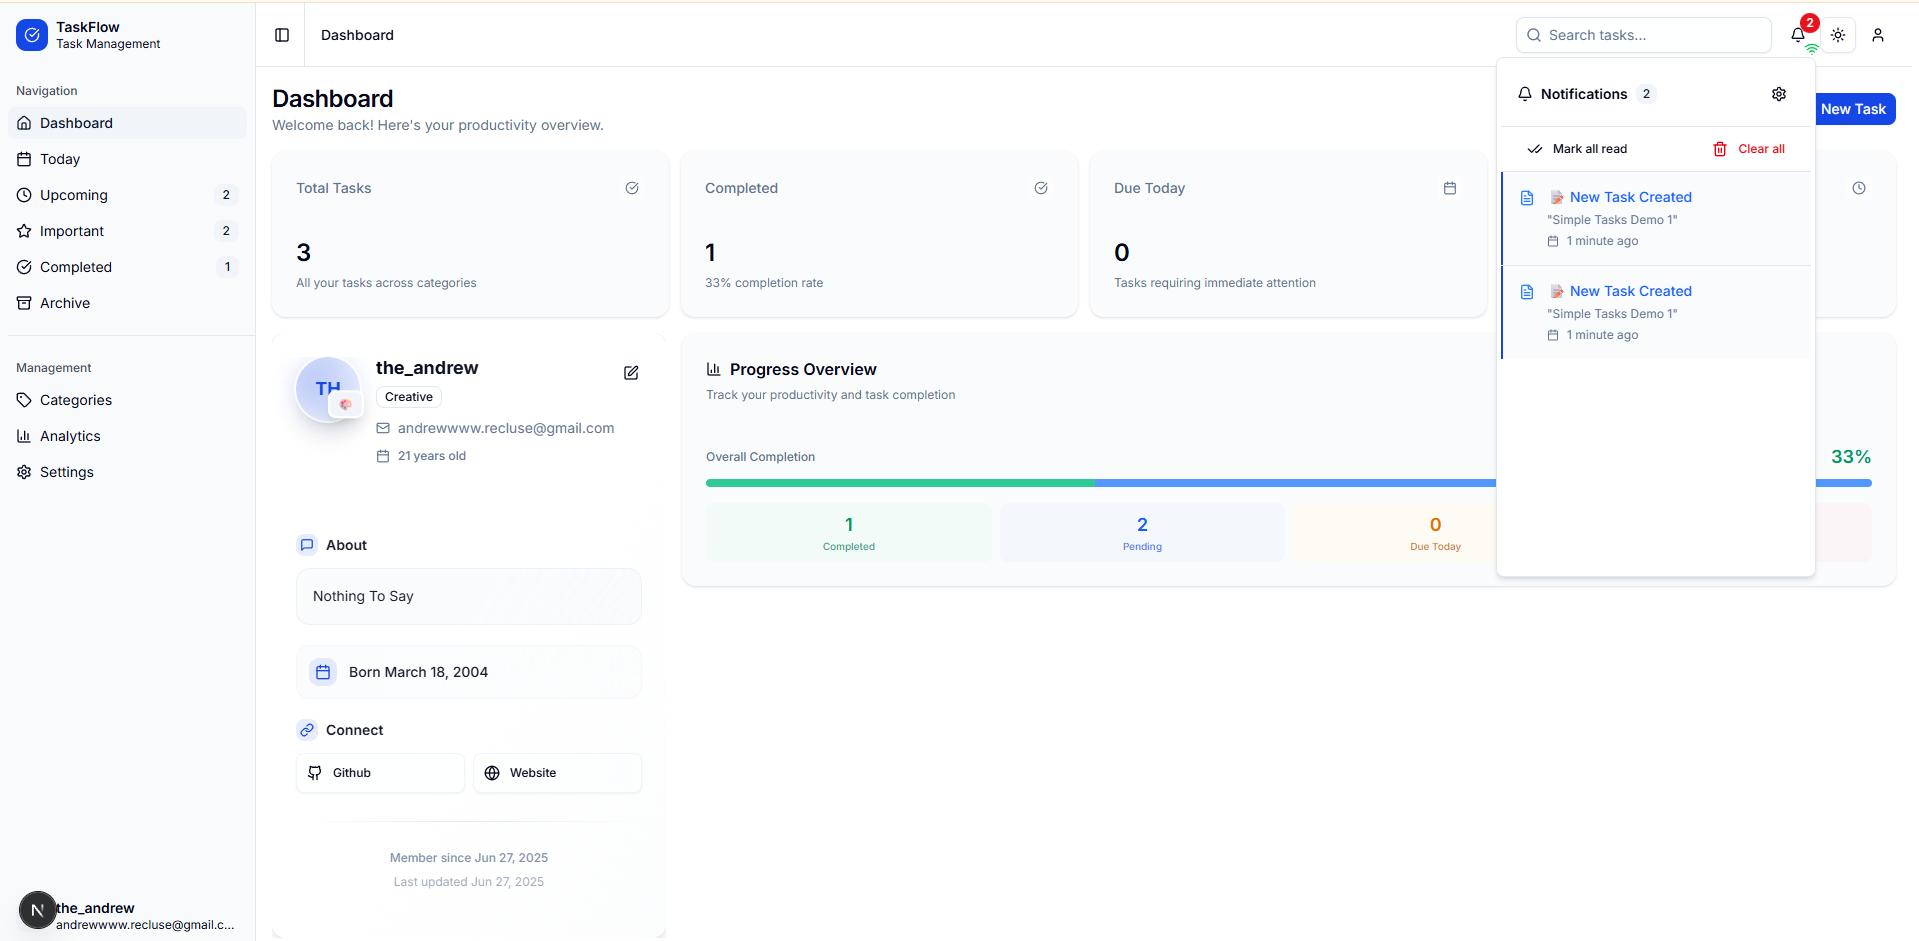 TaskFlow
Task Management
Navigation
Dashboard
Today
Upcoming 2
Important 2
Completed 1
Archive
Management
Categories
Analytics
Settings
N
the_andrew
andrewwww.recluse@gmail.c...
Dashboard
Search tasks...
2
Dashboard
Welcome back! Here's your productivity overview.
New Task
Total Tasks
3
All your tasks across categories
Completed
1
33% completion rate
Due Today
0
Tasks requiring immediate attention
Notifications 2
Mark all read
Clear all
New Task Created
"Simple Tasks Demo 1"
1 minute ago
New Task Created
"Simple Tasks Demo 1"
1 minute ago
TH
the_andrew
Creative
andrewwww.recluse@gmail.com
21 years old
About
Nothing To Say
Born March 18, 2004
Connect
Github
Website
Member since Jun 27, 2025
Last updated Jun 27, 2025
Progress Overview
Track your productivity and task completion
Overall Completion
33%
1
Completed
2
Pending
0
Due Today